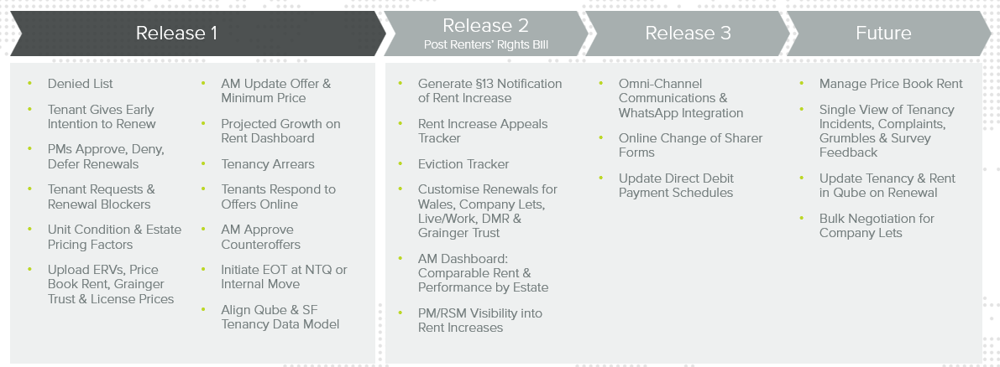 Release 1
Release 2
Post Renters' Rights Bill
Release 3
Future
• Denied List
• Tenant Gives Early
Intention to Renew
• PMs Approve, Deny,
Defer Renewals
• Tenant Requests &
Renewal Blockers
• Unit Condition & Estate
Pricing Factors
• Upload ERVs, Price
Book Rent, Grainger
Trust & License Prices
• AM Update Offer &
Minimum Price
• Projected Growth on
Rent Dashboard
• Tenancy Arrears
• Tenants Respond to
Offers Online
• AM Approve
Counteroffers
• Initiate EOT at NTQ or
Internal Move
• Align Qube & SF
Tenancy Data Model
• Generate §13 Notification
of Rent Increase
• Rent Increase Appeals
Tracker
• Eviction Tracker
• Customise Renewals for
Wales, Company Lets,
Live/Work, DMR &
Grainger Trust
• AM Dashboard:
Comparable Rent &
Performance by Estate
• PM/RSM Visibility into
Rent Increases
• Omni-Channel
Communications &
WhatsApp Integration
• Online Change of Sharer
Forms
• Update Direct Debit
Payment Schedules
• Manage Price Book Rent
• Single View of Tenancy
Incidents, Complaints,
Grumbles & Survey
Feedback
• Update Tenancy & Rent
in Qube on Renewal
• Bulk Negotiation for
Company Lets